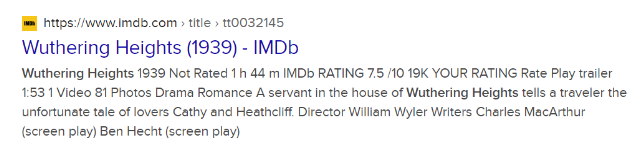 IMDb https://www.imdb.com › title › tt0032145
Wuthering Heights (1939) - IMDb
Wuthering Heights 1939 Not Rated 1 h 44 m IMDb RATING 7.5 /10 19K YOUR RATING Rate Play trailer
1:53 1 Video 81 Photos Drama Romance A servant in the house of Wuthering Heights tells a traveler the
unfortunate tale of lovers Cathy and Heathcliff. Director William Wyler Writers Charles MacArthur
(screen play) Ben Hecht (screen play)